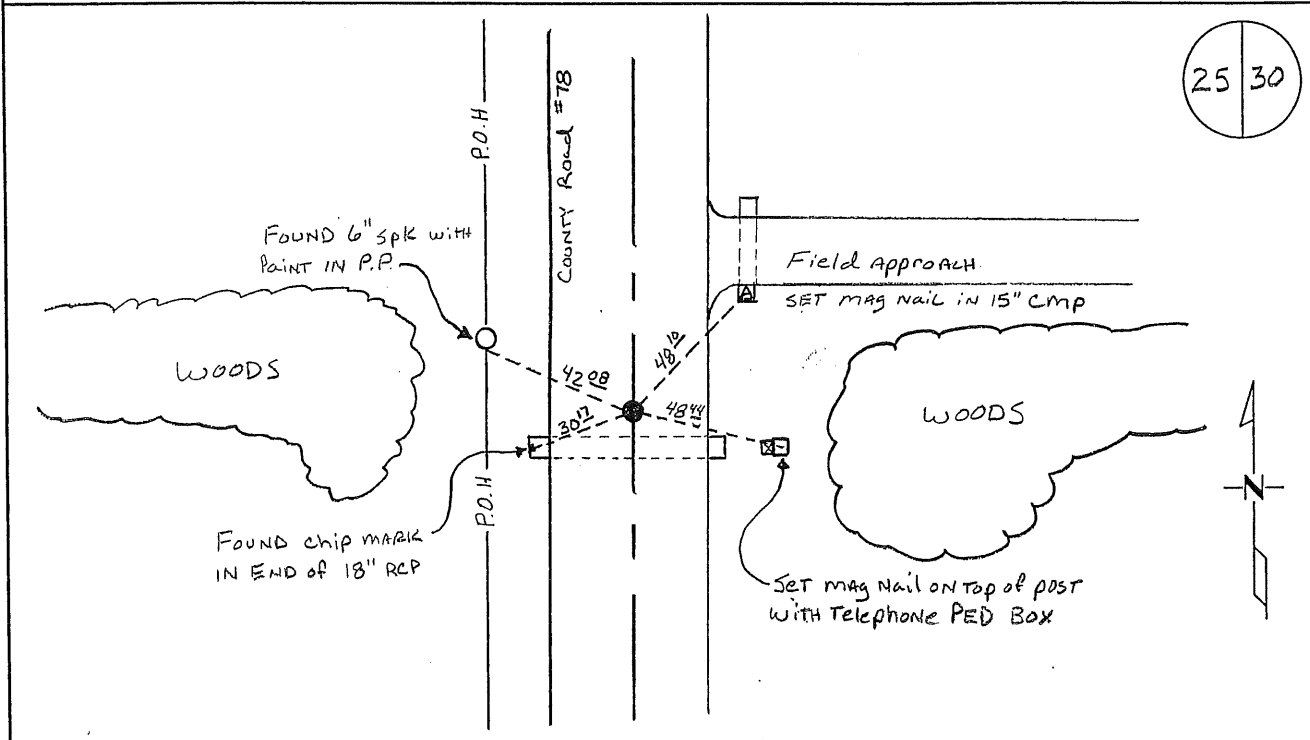 25 30
P.O.H
COUNTY Road #78
FOUND 6" spk with
Paint IN P.P.
Field APPROACH
SET mag Nail in 15" Cmp
A
WOODS
48 10
42 08
30 17
48 44
WOODS
P.O.H
N
FOUND chip mark
IN END of 18" RCP
SET mag Nail on Top of post
with Telephone PED BOX